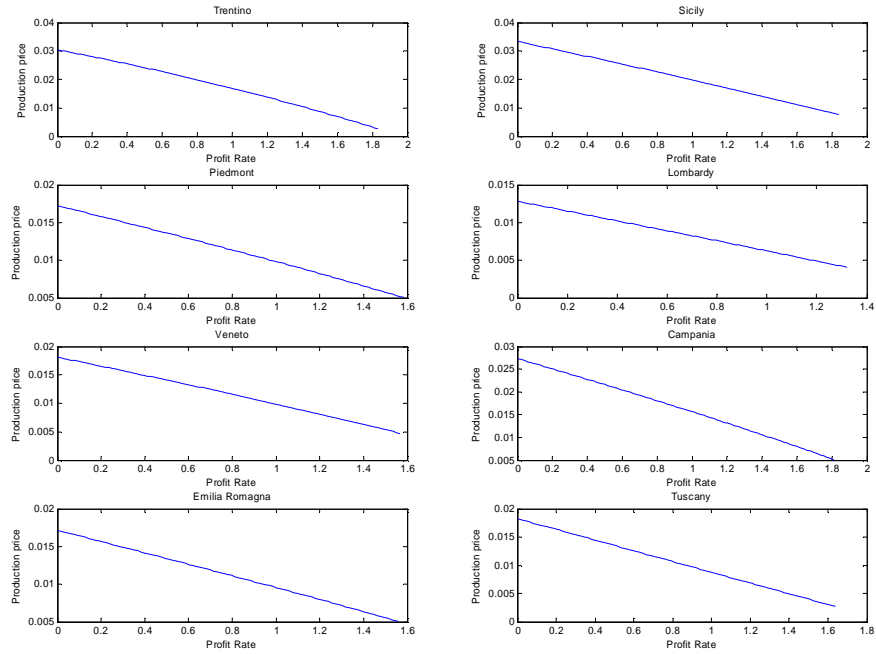 Trentino
Production price
0.04
0.03
0.02
0.01
0
0 0.2 0.4 0.6 0.8 1 1.2 1.4 1.6 1.8 2
Profit Rate
Sicily
Production price
0.04
0.03
0.02
0.01
0
0 0.2 0.4 0.6 0.8 1 1.2 1.4 1.6 1.8 2
Profit Rate
Piedmont
Production price
0.02
0.015
0.01
0.005
0 0.2 0.4 0.6 0.8 1 1.2 1.4 1.6
Profit Rate
Lombardy
Production price
0.015
0.01
0.005
0
0 0.2 0.4 0.6 0.8 1 1.2 1.4
Profit Rate
Veneto
Production price
0.02
0.015
0.01
0.005
0
0 0.2 0.4 0.6 0.8 1 1.2 1.4 1.6
Profit Rate
Campania
Production price
0.03
0.025
0.02
0.015
0.01
0.005
0 0.2 0.4 0.6 0.8 1 1.2 1.4 1.6 1.8 2
Profit Rate
Emilia Romagna
Production price
0.02
0.015
0.01
0.005
0 0.2 0.4 0.6 0.8 1 1.2 1.4 1.6
Profit Rate
Tuscany
Production price
0.02
0.015
0.01
0.005
0
0 0.2 0.4 0.6 0.8 1 1.2 1.4 1.6 1.8
Profit Rate